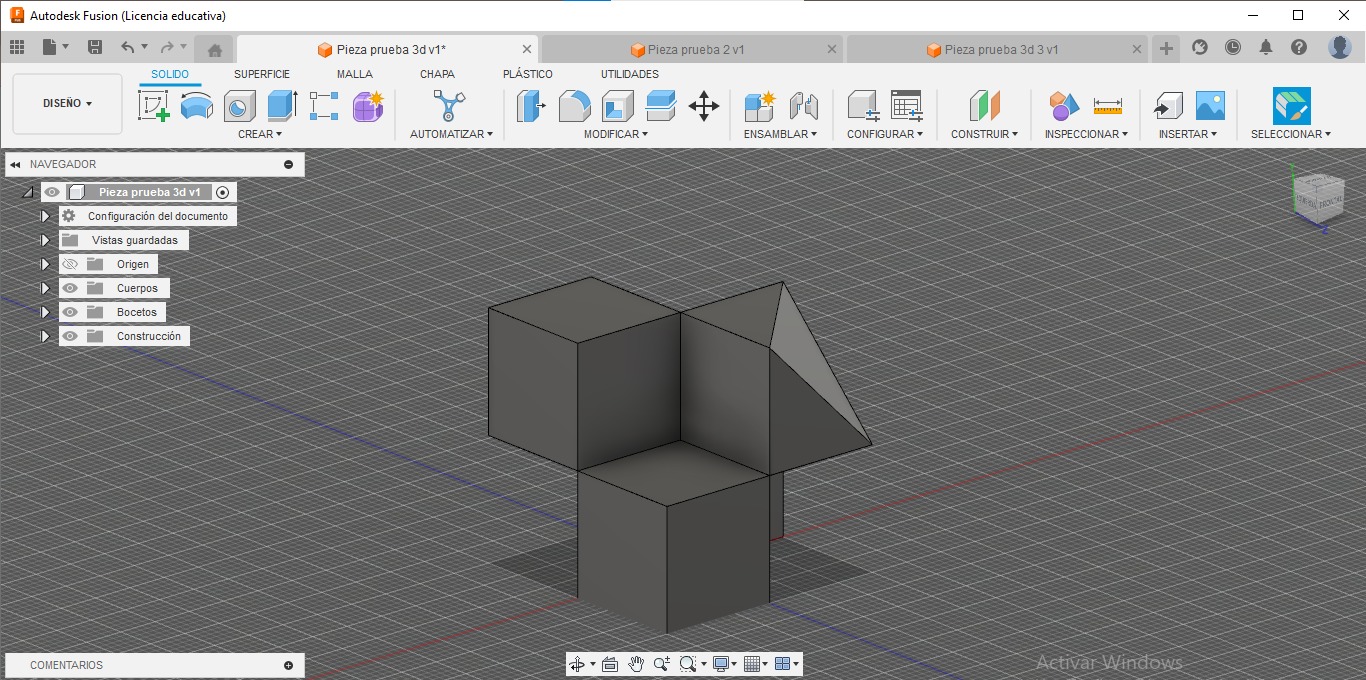 Autodesk Fusion (Licencia educativa)
Pieza prueba 3d v1*
Pieza prueba 2 v1
Pieza prueba 3d 3 v1
SOLIDO SUPERFICIE MALLA CHAPA PLÁSTICO UTILIDADES
DISEÑO
CREAR AUTOMATIZAR MODIFICAR ENSAMBLAR CONFIGURAR CONSTRUIR INSPECCIONAR INSERTAR SELECCIONAR
NAVEGADOR
Pieza prueba 3d v1
Configuración del documento
Vistas guardadas
Origen
Cuerpos
Bocetos
Construcción
FRONTAL
Z
COMENTARIOS
Activar Windows